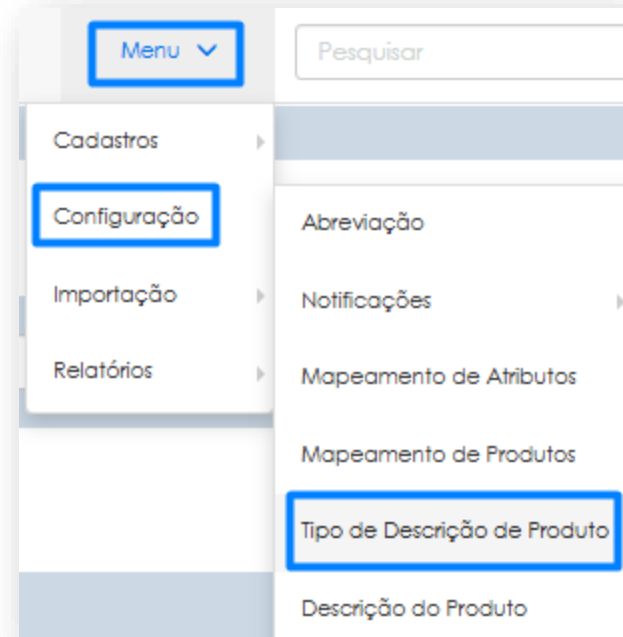 Menu
Pesquisar
Cadastros
Configuração
Abreviação
Importação
Notificações
Relatórios
Mapeamento de Atributos
Mapeamento de Produtos
Tipo de Descrição de Produto
Descrição do Produto